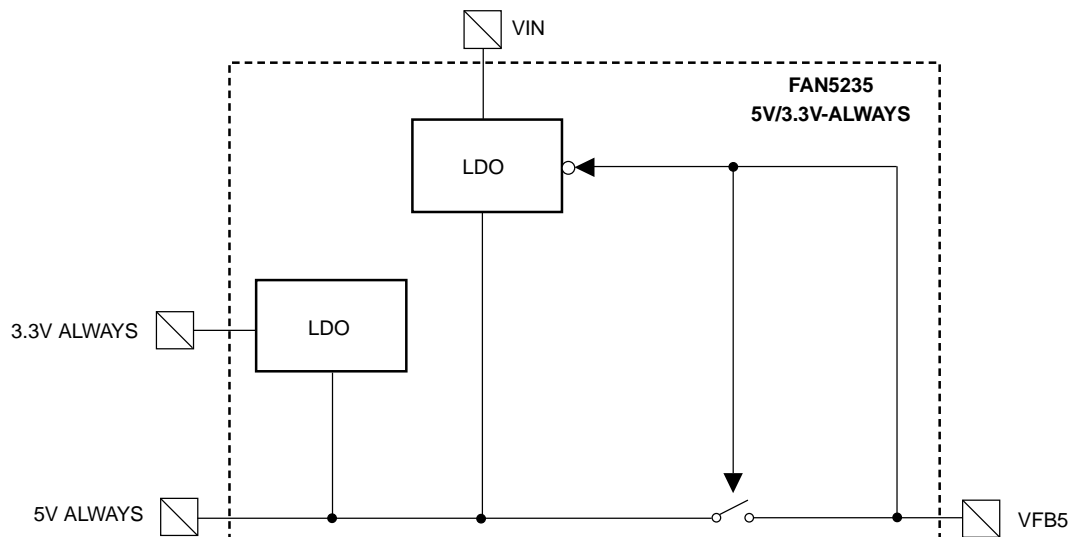 VIN
FAN5235
5V/3.3V-ALWAYS
LDO
LDO
3.3V ALWAYS
5V ALWAYS
VFB5